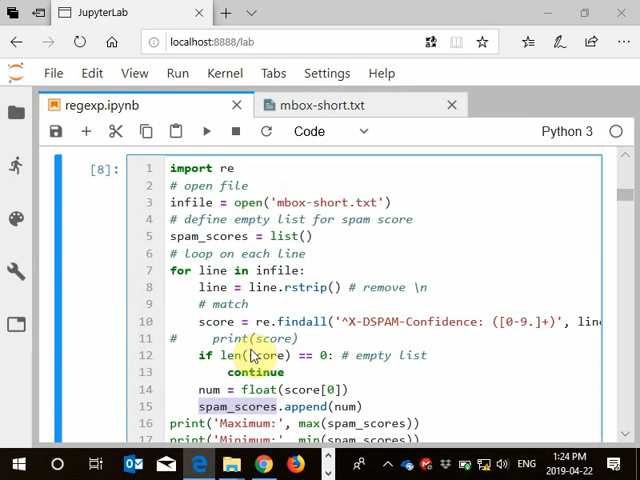 JupyterLab
localhost:8888/lab
File Edit View Run Kernel Tabs Settings Help
regexp.ipynb
mbox-short.txt
Code
Python 3
[8]:
1 import re
2 # open file
3 infile = open('mbox-short.txt')
4 # define empty list for spam score
5 spam_scores = list()
6 # loop on each line
7 for line in infile:
8 line = line.rstrip() # remove \n
9 # match
10 score = re.findall('^X-DSPAM-Confidence: ([0-9.]+)', line
11 # print(score)
12 if len(score) == 0: # empty list
13 continue
14 num = float(score[0])
15 spam_scores.append(num)
16 print('Maximum:', max(spam_scores))
17 print('Minimum:', min(spam_scores))
ENG
1:24 PM
2019-04-22